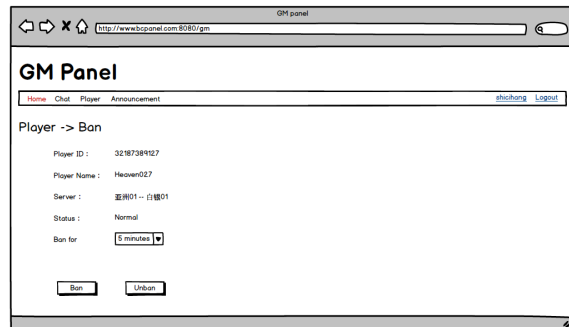 GM panel
http://www.bcpanel.com:8080/gm
GM Panel
Home Chat Player Announcement shicihang Logout
Player -> Ban
Player ID : 32187389127
Player Name : Heaven027
Server : 亚洲01 -- 白银01
Status : Normal
Ban for 5 minutes
Ban Unban